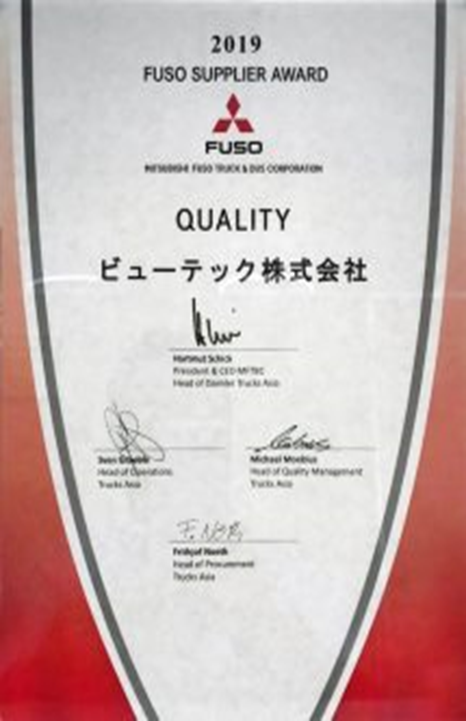 2019
FUSO SUPPLIER AWARD
FUSO
MITSUBISHI FUSO TRUCK & BUS CORPORATION
QUALITY
ビューテック株式会社
Hartmut Schick
President & CEO MFTBC
Head of Daimler Trucks Asia
Sven
Head of Operations
Trucks Asia
Michael Moebius
Head of Quality Management
Trucks Asia
Head of Procurement
Trucks Asia